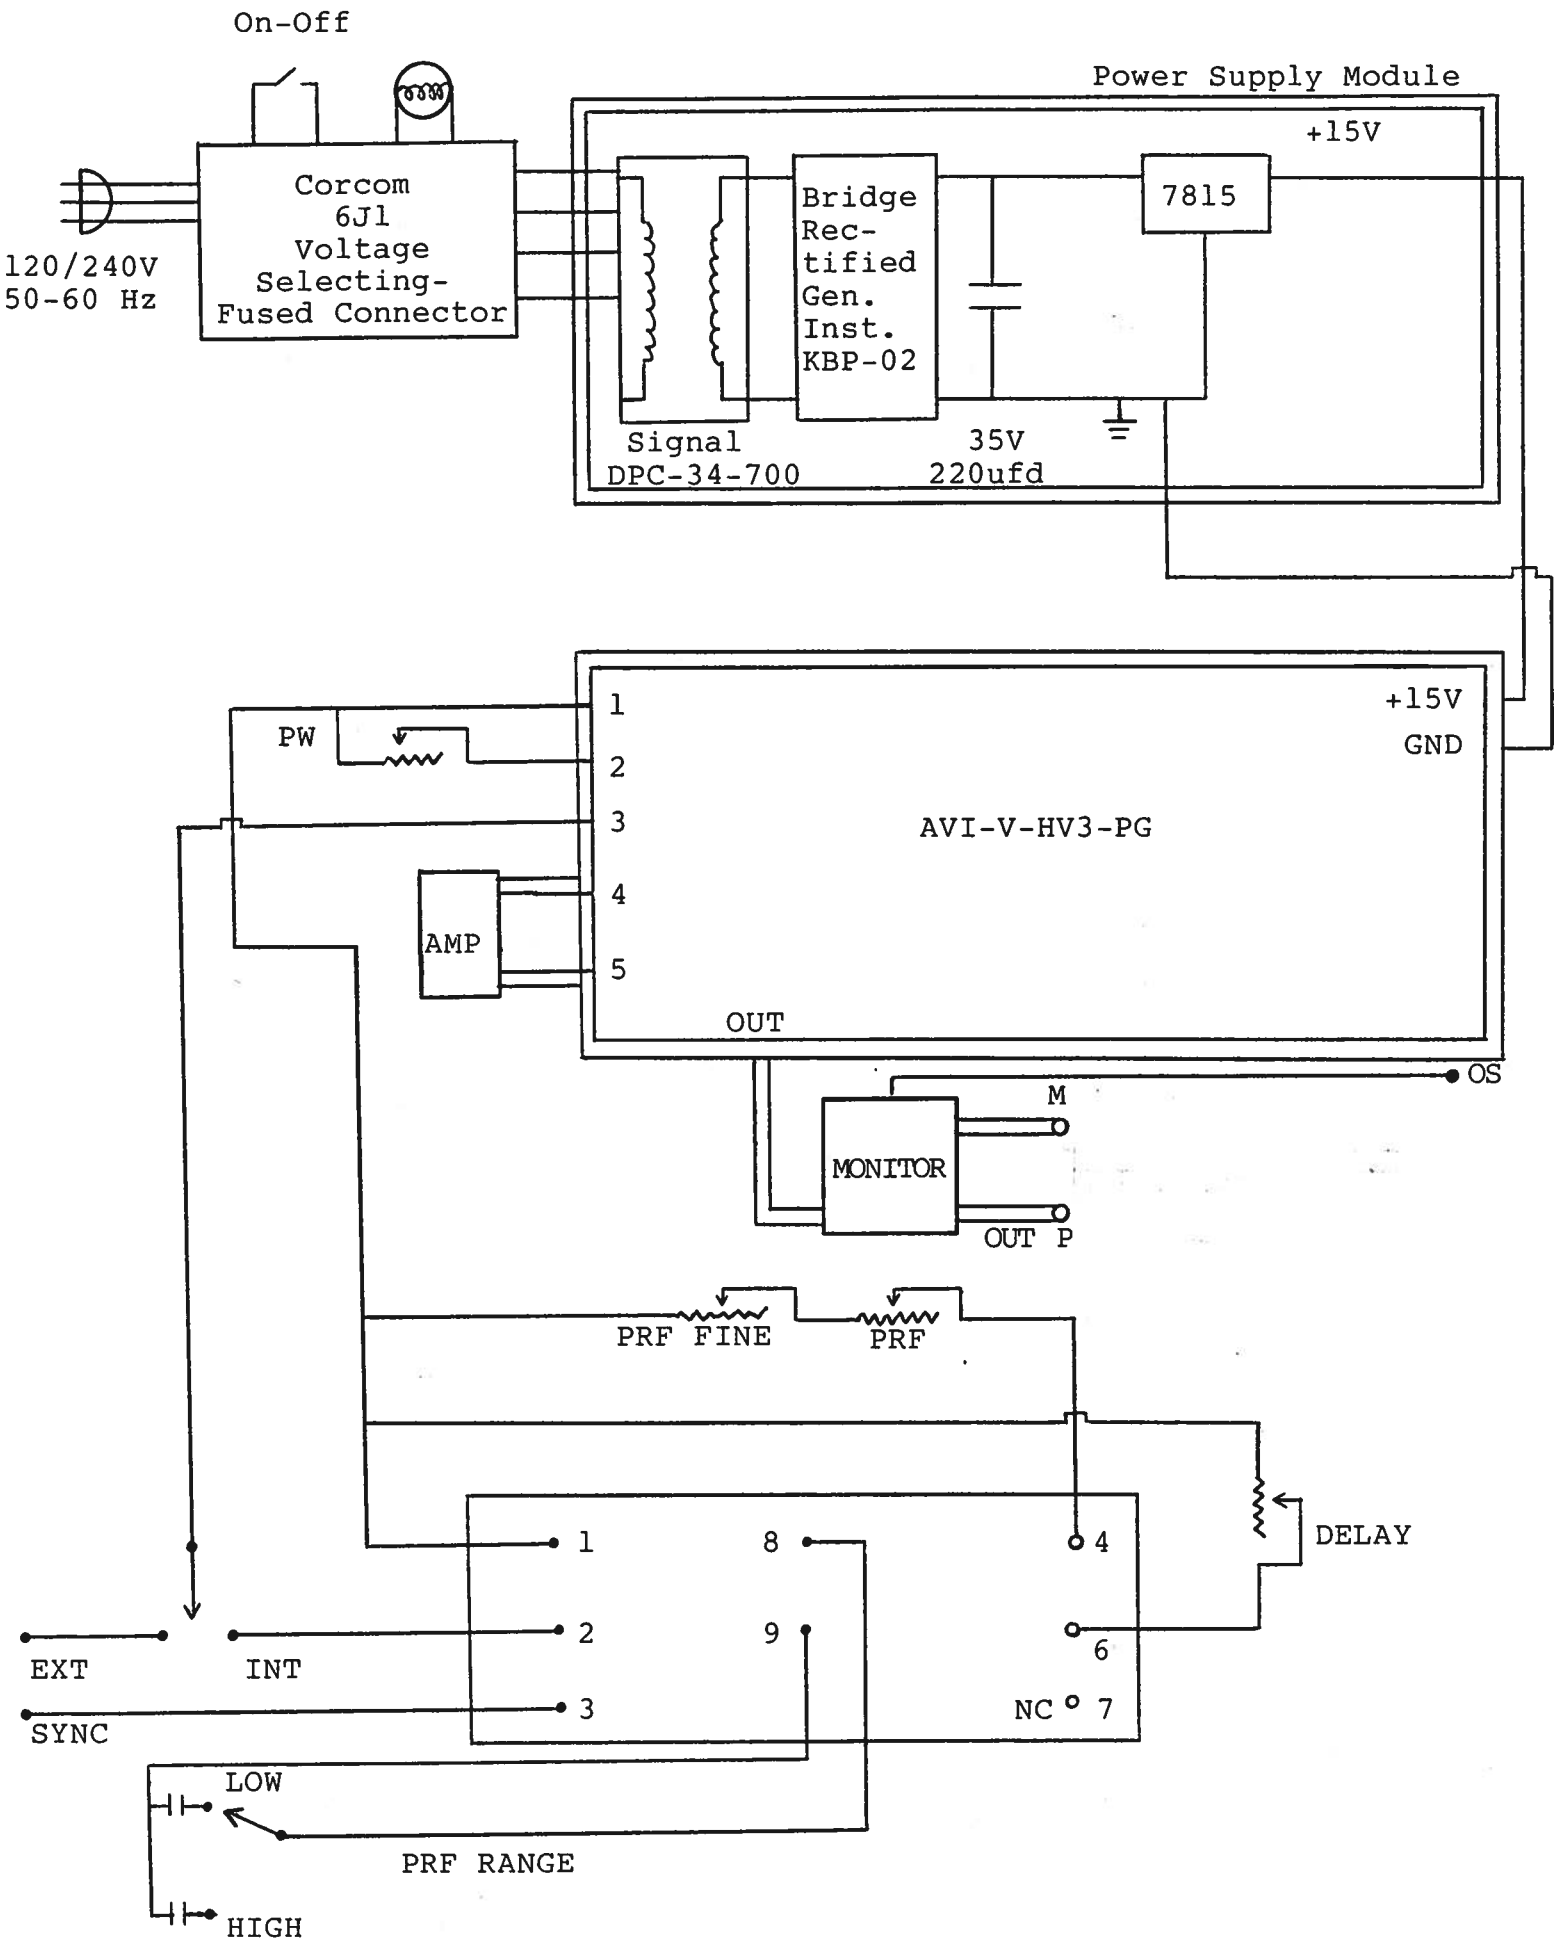 On-Off
Power Supply Module
+15V
Corcom
6J1
Voltage
Selecting-
Fused Connector
120/240V
50-60 Hz
Bridge
Rec-
tified
Gen.
Inst.
KBP-02
7815
Signal
DPC-34-700
35V
220ufd
1
+15V
PW
GND
2
3
AVI-V-HV3-PG
4
AMP
5
OUT
OS
M
MONITOR
OUT P
PRF FINE
PRF
DELAY
1
8
4
2
9
6
EXT
INT
3
NC
7
SYNC
LOW
PRF RANGE
HIGH